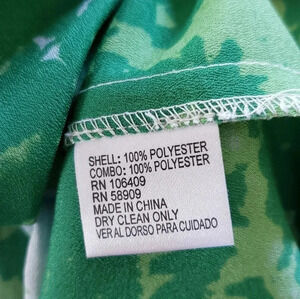 SHELL: 100% POLYESTER
COMBO: 100% POLYESTER
RN 106409
RN 58909
MADE IN CHINA
DRY CLEAN ONLY
VER AL DORSO PARA CUIDADO